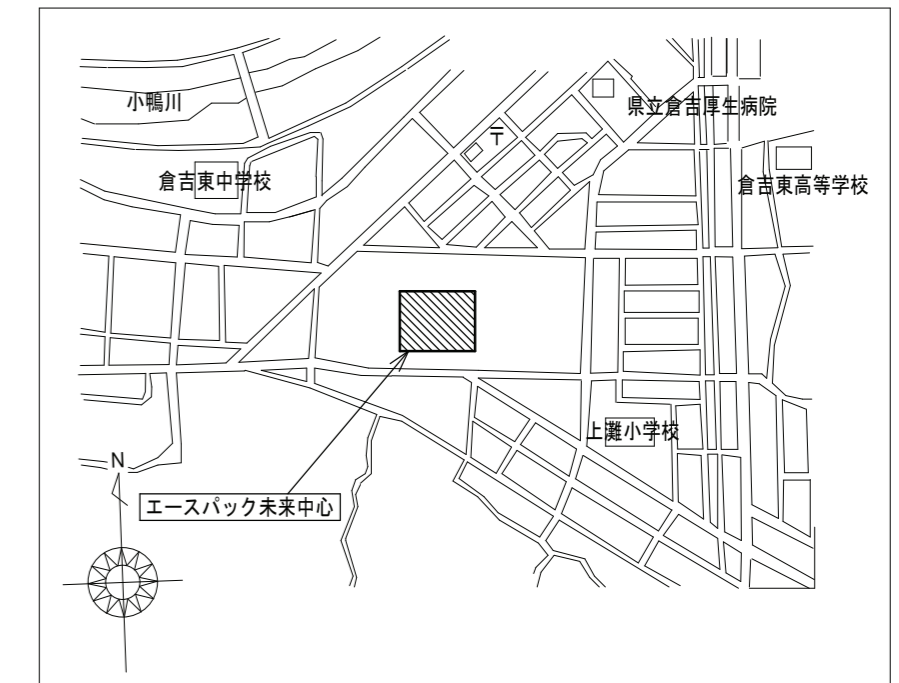 小鴨川
県立倉吉厚生病院
〒
倉吉東中学校
倉吉東高等学校
上灘小学校
N
エースパック未来中心